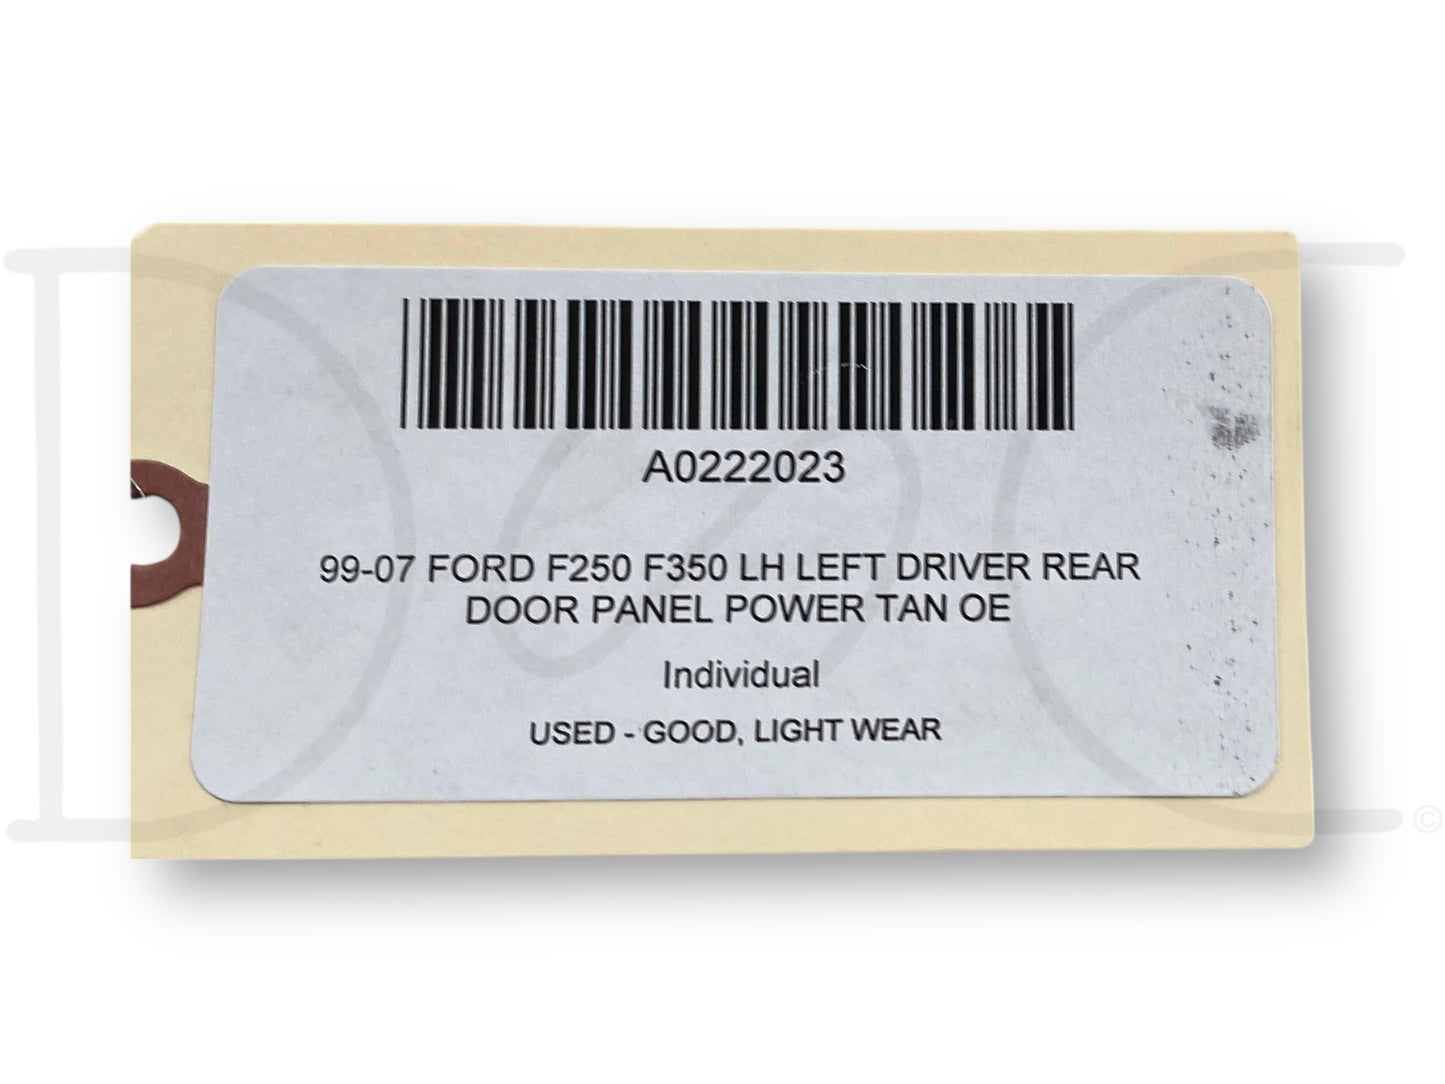 A0222023
99-07 FORD F250 F350 LH LEFT DRIVER REAR
DOOR PANEL POWER TAN OE
Individual
USED - GOOD, LIGHT WEAR
©